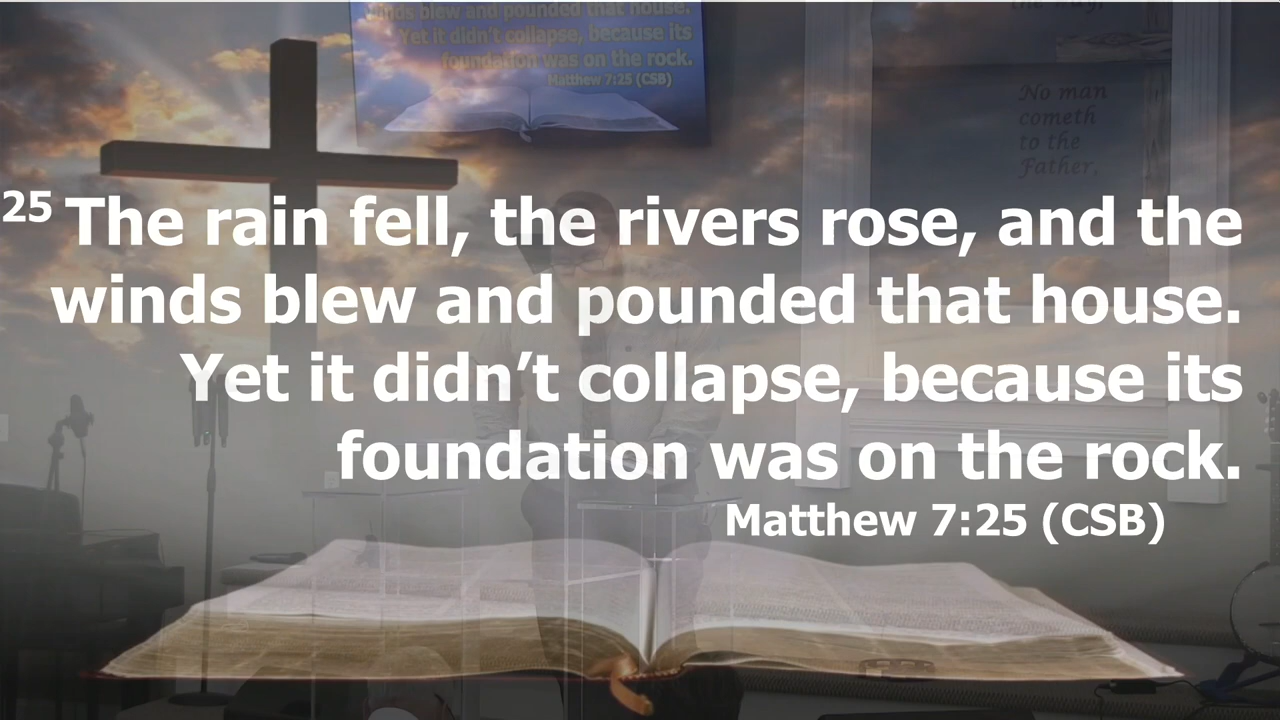 the way,
winds blew and pounded that house.
Yet it didn't collapse, because its
foundation was on the rock.
Matthew 7:25 (CSB)
No man
cometh
to the
Father.
25 The rain fell, the rivers rose, and the
winds blew and pounded that house.
Yet it didn’t collapse, because its
foundation was on the rock.
Matthew 7:25 (CSB)